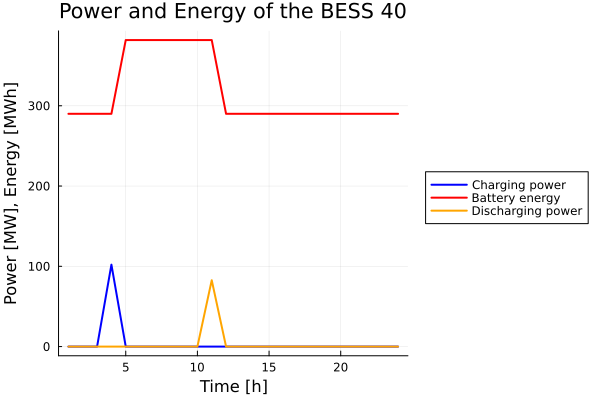 Power and Energy of the BESS 40
Power [MW], Energy [MWh]
300
200
100
0
5
10
15
20
Time [h]
Charging power
Battery energy
Discharging power